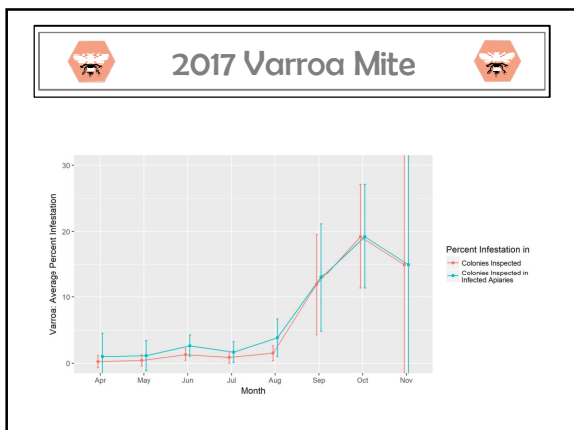 2017 Varroa Mite
Varroa: Average Percent Infestation
30
20
10
0
Apr May Jun Jul Aug Sep Oct Nov
Month
Percent Infestation in
Colonies Inspected
Colonies Inspected in
Infected Apiaries